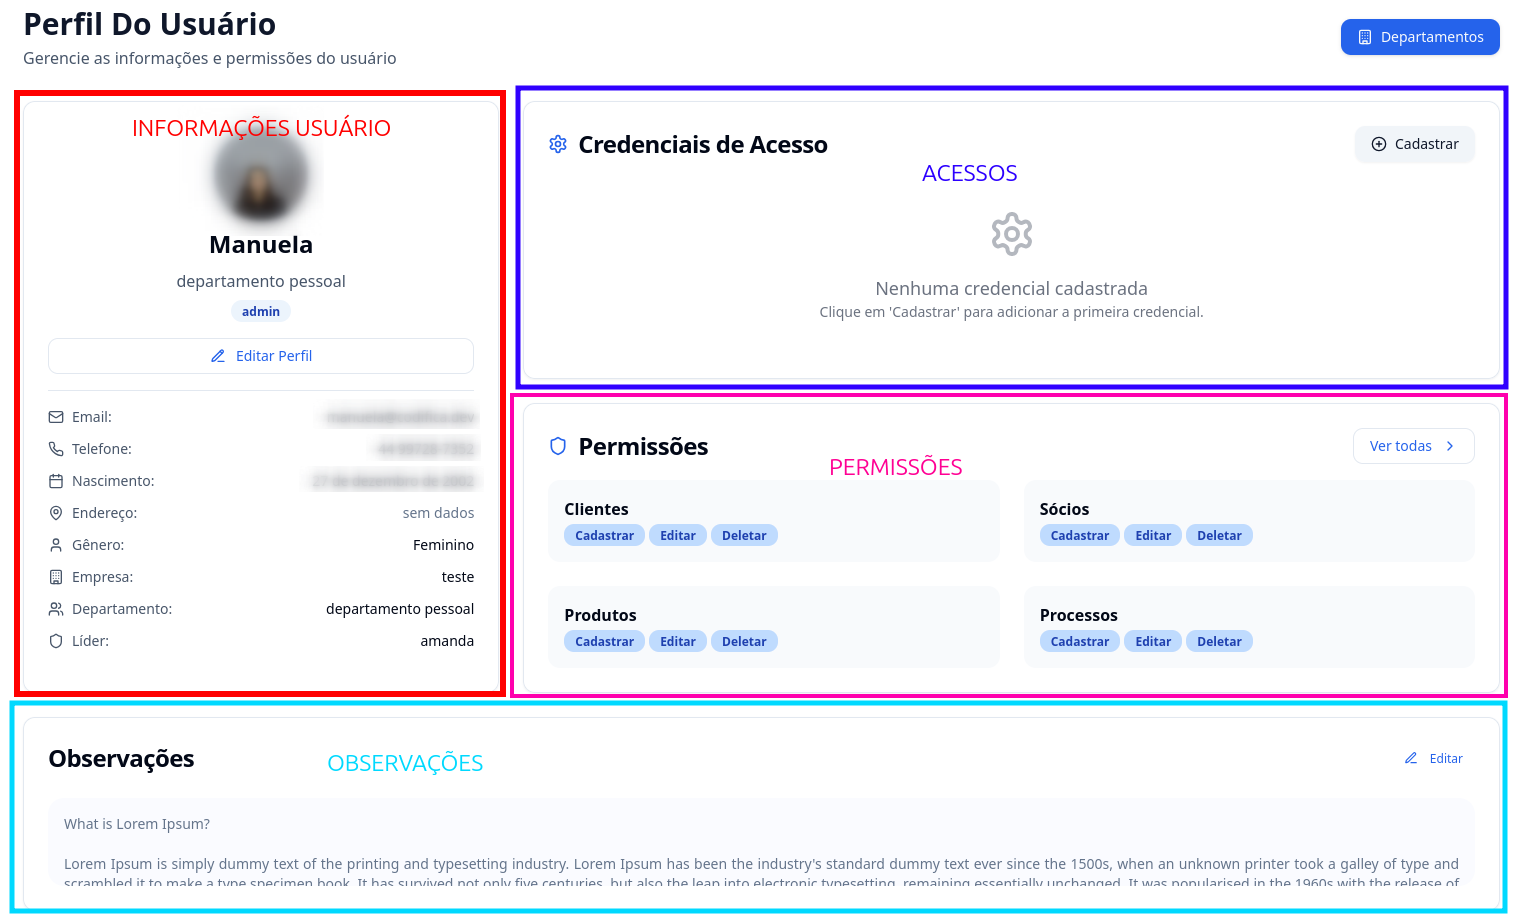 Perfil Do Usuário
Gerencie as informações e permissões do usuário
Departamentos
INFORMAÇÕES USUÁRIO
Manuela
departamento pessoal
admin
Editar Perfil
Email:
Telefone:
Nascimento:
Endereço: sem dados
Gênero: Feminino
Empresa: teste
Departamento: departamento pessoal
Líder: amanda
Credenciais de Acesso
Cadastrar
ACESSOS
Nenhuma credencial cadastrada
Clique em 'Cadastrar' para adicionar a primeira credencial.
Permissões
Ver todas
PERMISSÕES
Clientes
Cadastrar Editar Deletar
Sócios
Cadastrar Editar Deletar
Produtos
Cadastrar Editar Deletar
Processos
Cadastrar Editar Deletar
Observações
OBSERVAÇÕES
Editar
What is Lorem Ipsum?
Lorem Ipsum is simply dummy text of the printing and typesetting industry. Lorem Ipsum has been the industry's standard dummy text ever since the 1500s, when an unknown printer took a galley of type and
scrambled it to make a type specimen book. It has survived not only five centuries, but also the leap into electronic typesetting, remaining essentially unchanged. It was popularised in the 1960s with the release of